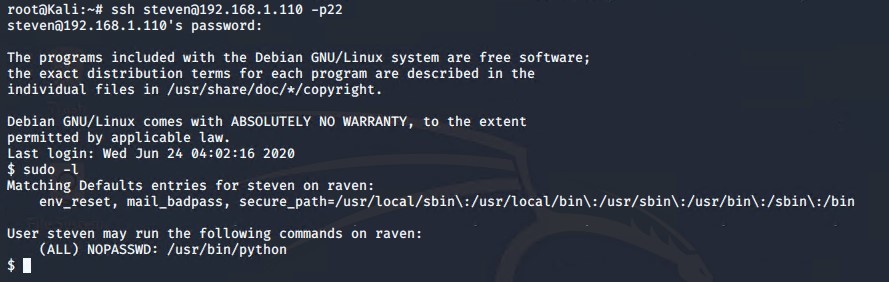 root@Kali:~# ssh steven@192.168.1.110 -p22
steven@192.168.1.110's password:
The programs included with the Debian GNU/Linux system are free software;
the exact distribution terms for each program are described in the
individual files in /usr/share/doc/*/copyright.
Debian GNU/Linux comes with ABSOLUTELY NO WARRANTY, to the extent
permitted by applicable law.
Last login: Wed Jun 24 04:02:16 2020
$ sudo -l
Matching Defaults entries for steven on raven:
    env_reset, mail_badpass, secure_path=/usr/local/sbin\:/usr/local/bin\:/usr/sbin\:/usr/bin\:/sbin\:/bin
User steven may run the following commands on raven:
    (ALL) NOPASSWD: /usr/bin/python
$